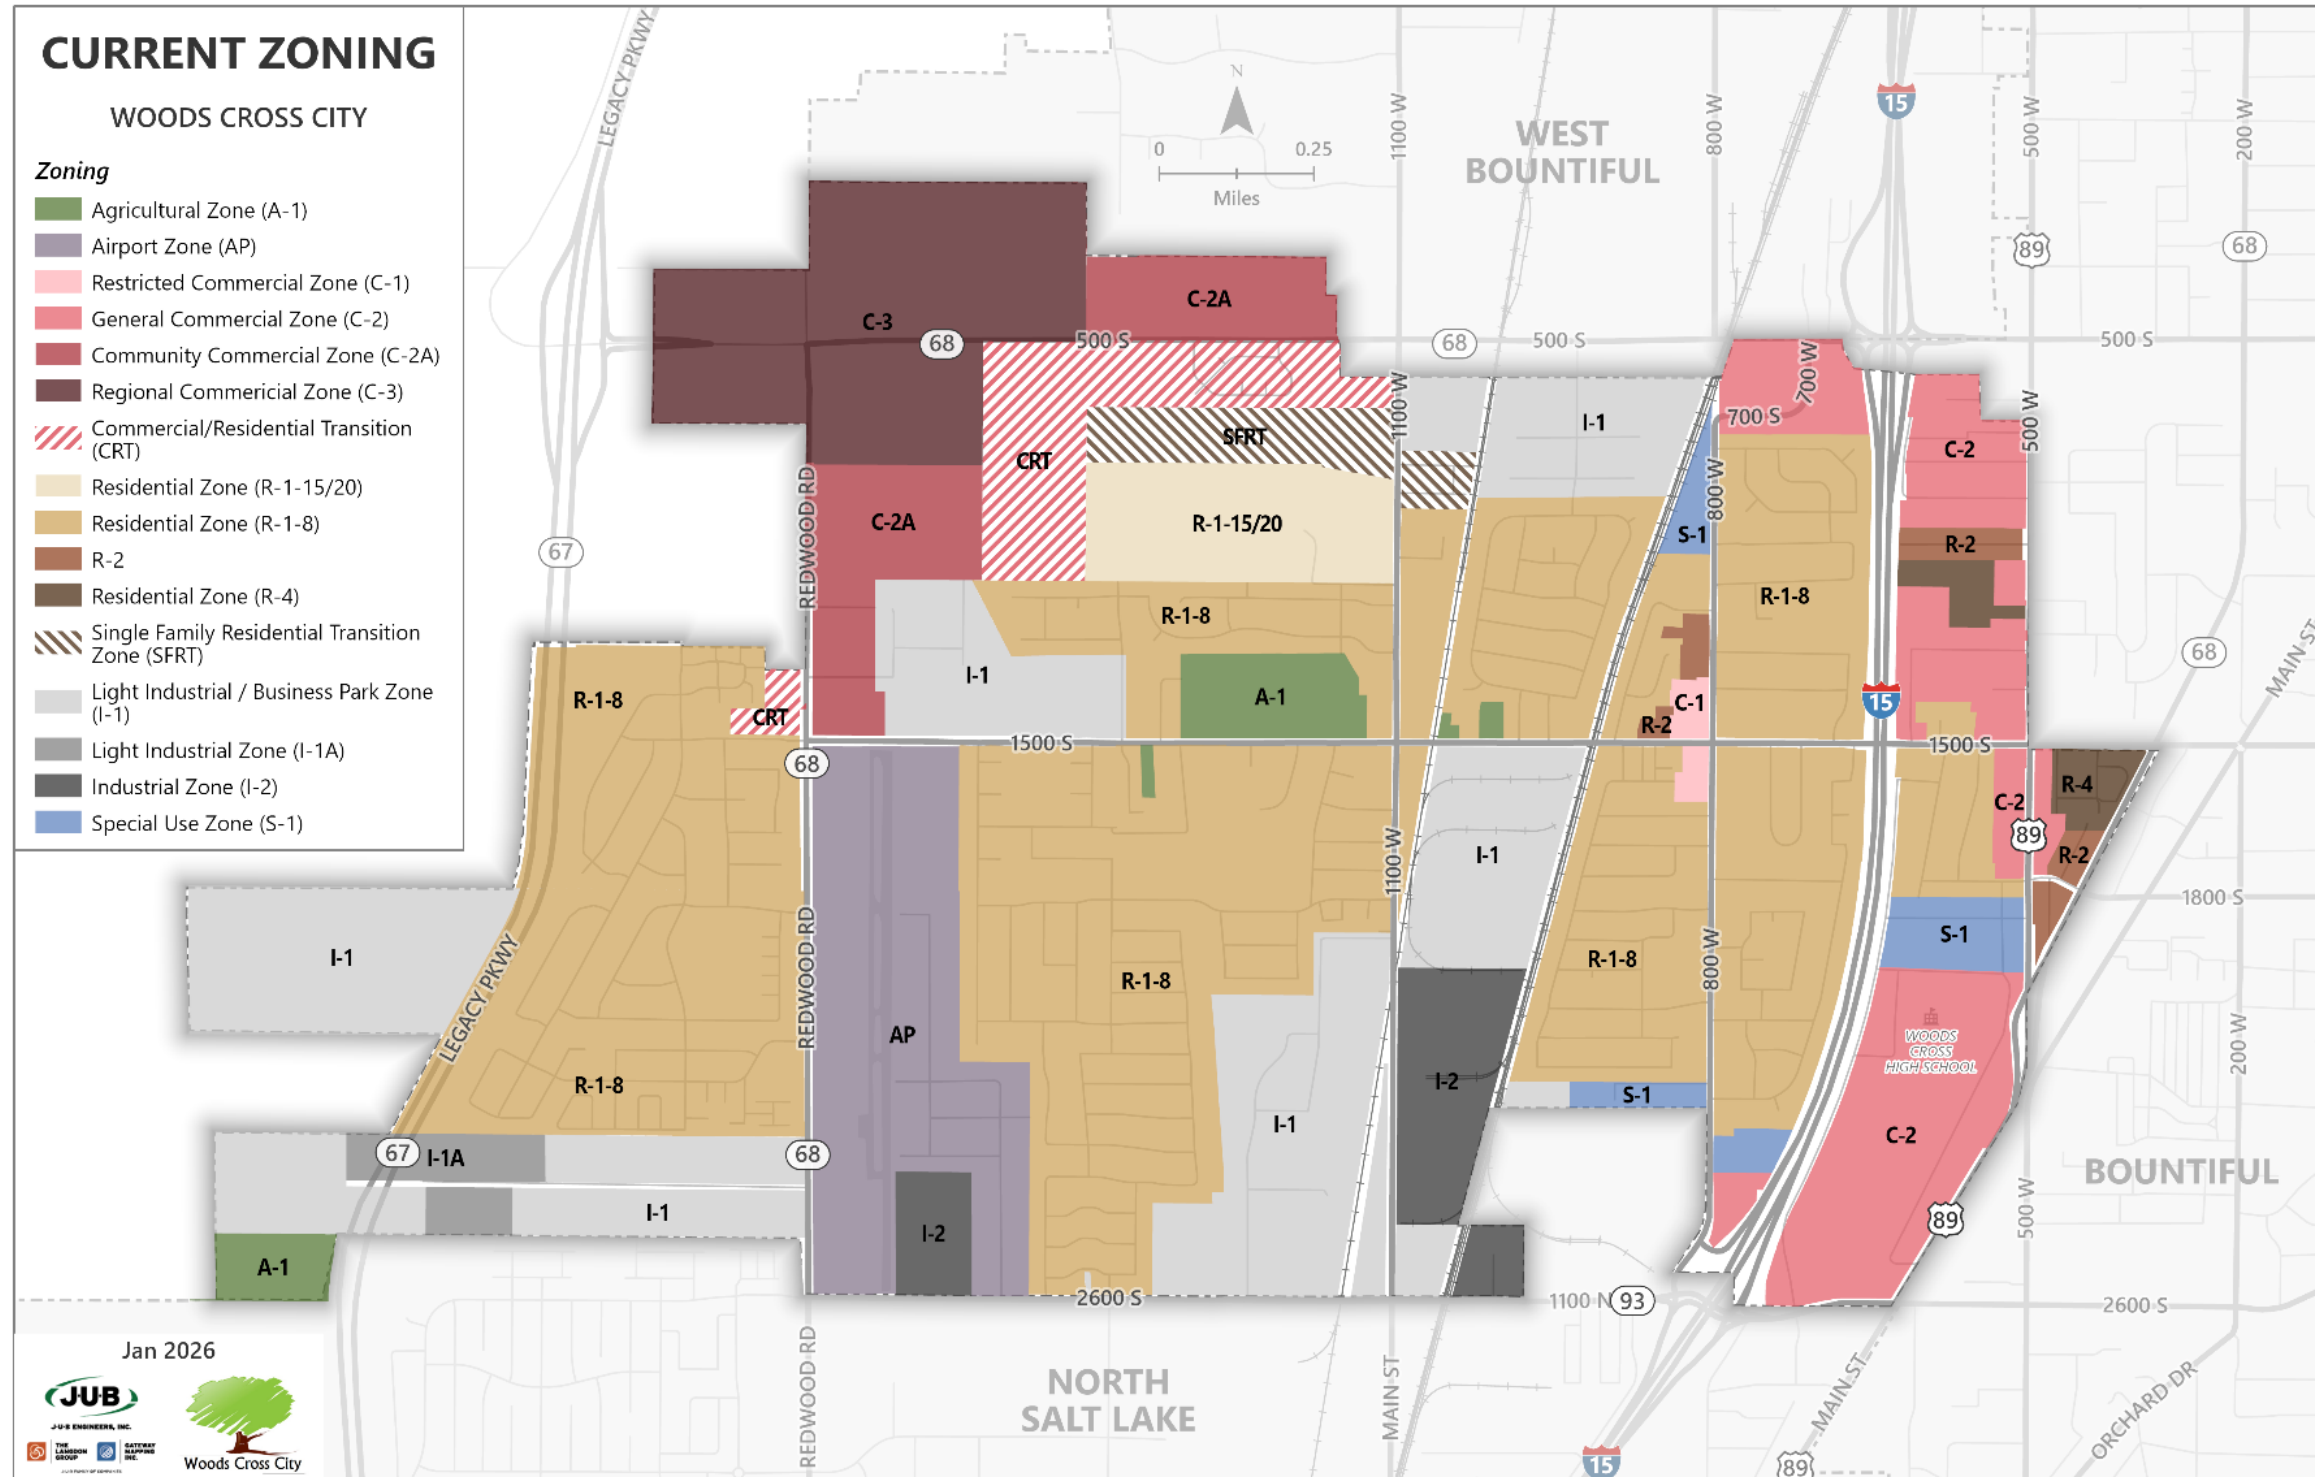 CURRENT ZONING
WOODS CROSS CITY
Zoning
Agricultural Zone (A-1)
Airport Zone (AP)
Restricted Commercial Zone (C-1)
General Commercial Zone (C-2)
Community Commercial Zone (C-2A)
Regional Commericial Zone (C-3)
Commercial/Residential Transition
(CRT)
Residential Zone (R-1-15/20)
Residential Zone (R-1-8)
R-2
Residential Zone (R-4)
Single Family Residential Transition
Zone (SFRT)
Light Industrial / Business Park Zone
(I-1)
Light Industrial Zone (I-1A)
Industrial Zone (I-2)
Special Use Zone (S-1)
LEGACY PKWY
N
0 0.25
Miles
1100 W
WEST
BOUNTIFUL
800 W
15
500 W
200 W
89
68
C-3
68
500 S
C-2A
68
500 S
500 S
CRT
SFRT
1100 W
I-1
700 S
700 W
C-2
500 W
REDWOOD RD
C-2A
R-1-15/20
S-1
800 W
R-2
67
R-1-8
R-1-8
68
MAIN ST
R-1-8
CRT
I-1
A-1
R-2
C-1
15
68
1500 S
1500 S
C-2
R-4
89
R-2
1100 W
I-1
1800 S
I-1
LEGACY PKWY
REDWOOD RD
R-1-8
R-1-8
800 W
S-1
AP
WOODS
CROSS
HIGH SCHOOL
200 W
R-1-8
I-2
S-1
I-1
C-2
67
I-1A
68
BOUNTIFUL
I-1
I-2
89
500 W
A-1
2600 S
1100 N
93
2600 S
Jan 2026
REDWOOD RD
NORTH
SALT LAKE
MAIN ST
MAIN ST
ORCHARD DR
15
89
J·U·B
J-U-B ENGINEERS, INC.
THE
LANGDON
GROUP
GATEWAY
MAPPING
INC.
Woods Cross City